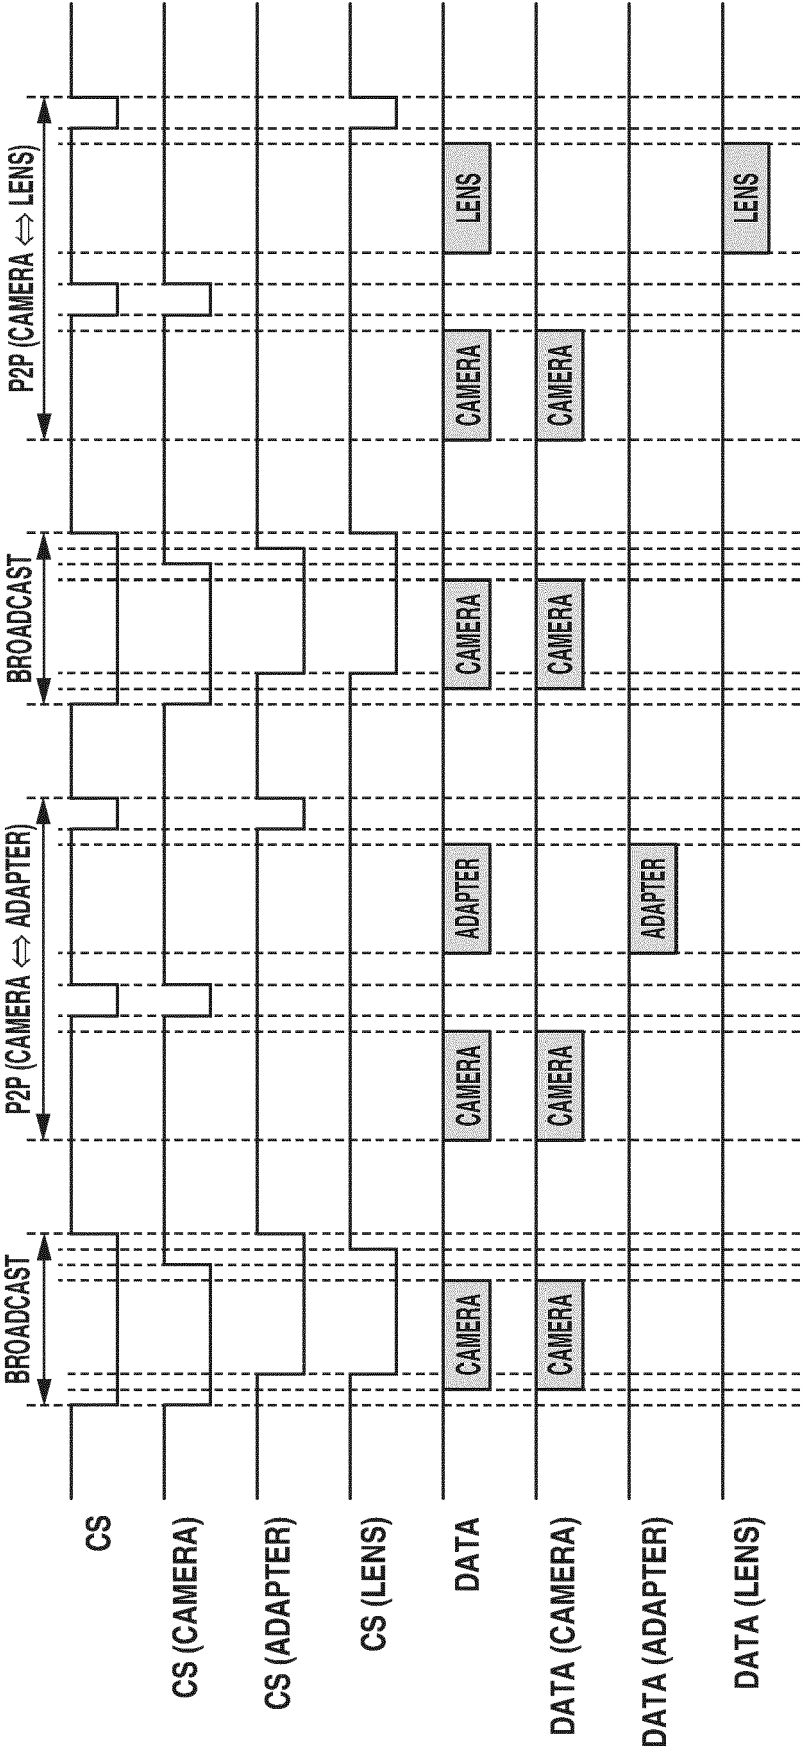 BROADCAST
P2P (CAMERA ⇔ ADAPTER)
BROADCAST
P2P (CAMERA ⇔ LENS)
CS
CS (CAMERA)
CS (ADAPTER)
CS (LENS)
DATA
CAMERA
CAMERA
ADAPTER
CAMERA
CAMERA
LENS
DATA (CAMERA)
CAMERA
CAMERA
CAMERA
CAMERA
DATA (ADAPTER)
ADAPTER
DATA (LENS)
LENS